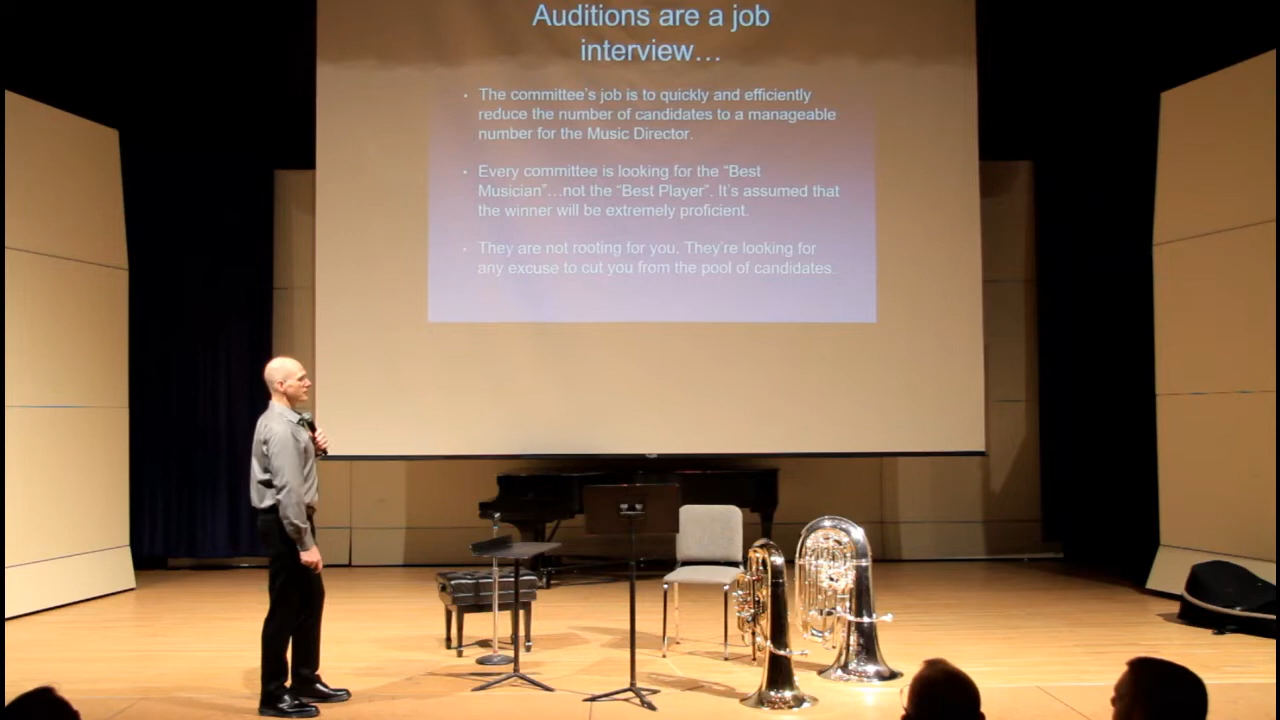 Auditions are a job
interview…
• The committee's job is to quickly and efficiently
reduce the number of candidates to a manageable
number for the Music Director.
• Every committee is looking for the “Best
Musician”…not the “Best Player”. It's assumed that
the winner will be extremely proficient.
• They are not rooting for you. They're looking for
any excuse to cut you from the pool of candidates.